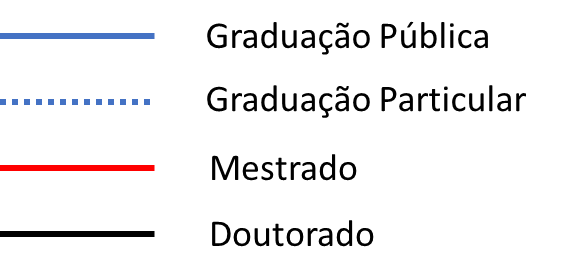 Graduação Pública
Graduação Particular
Mestrado
Doutorado